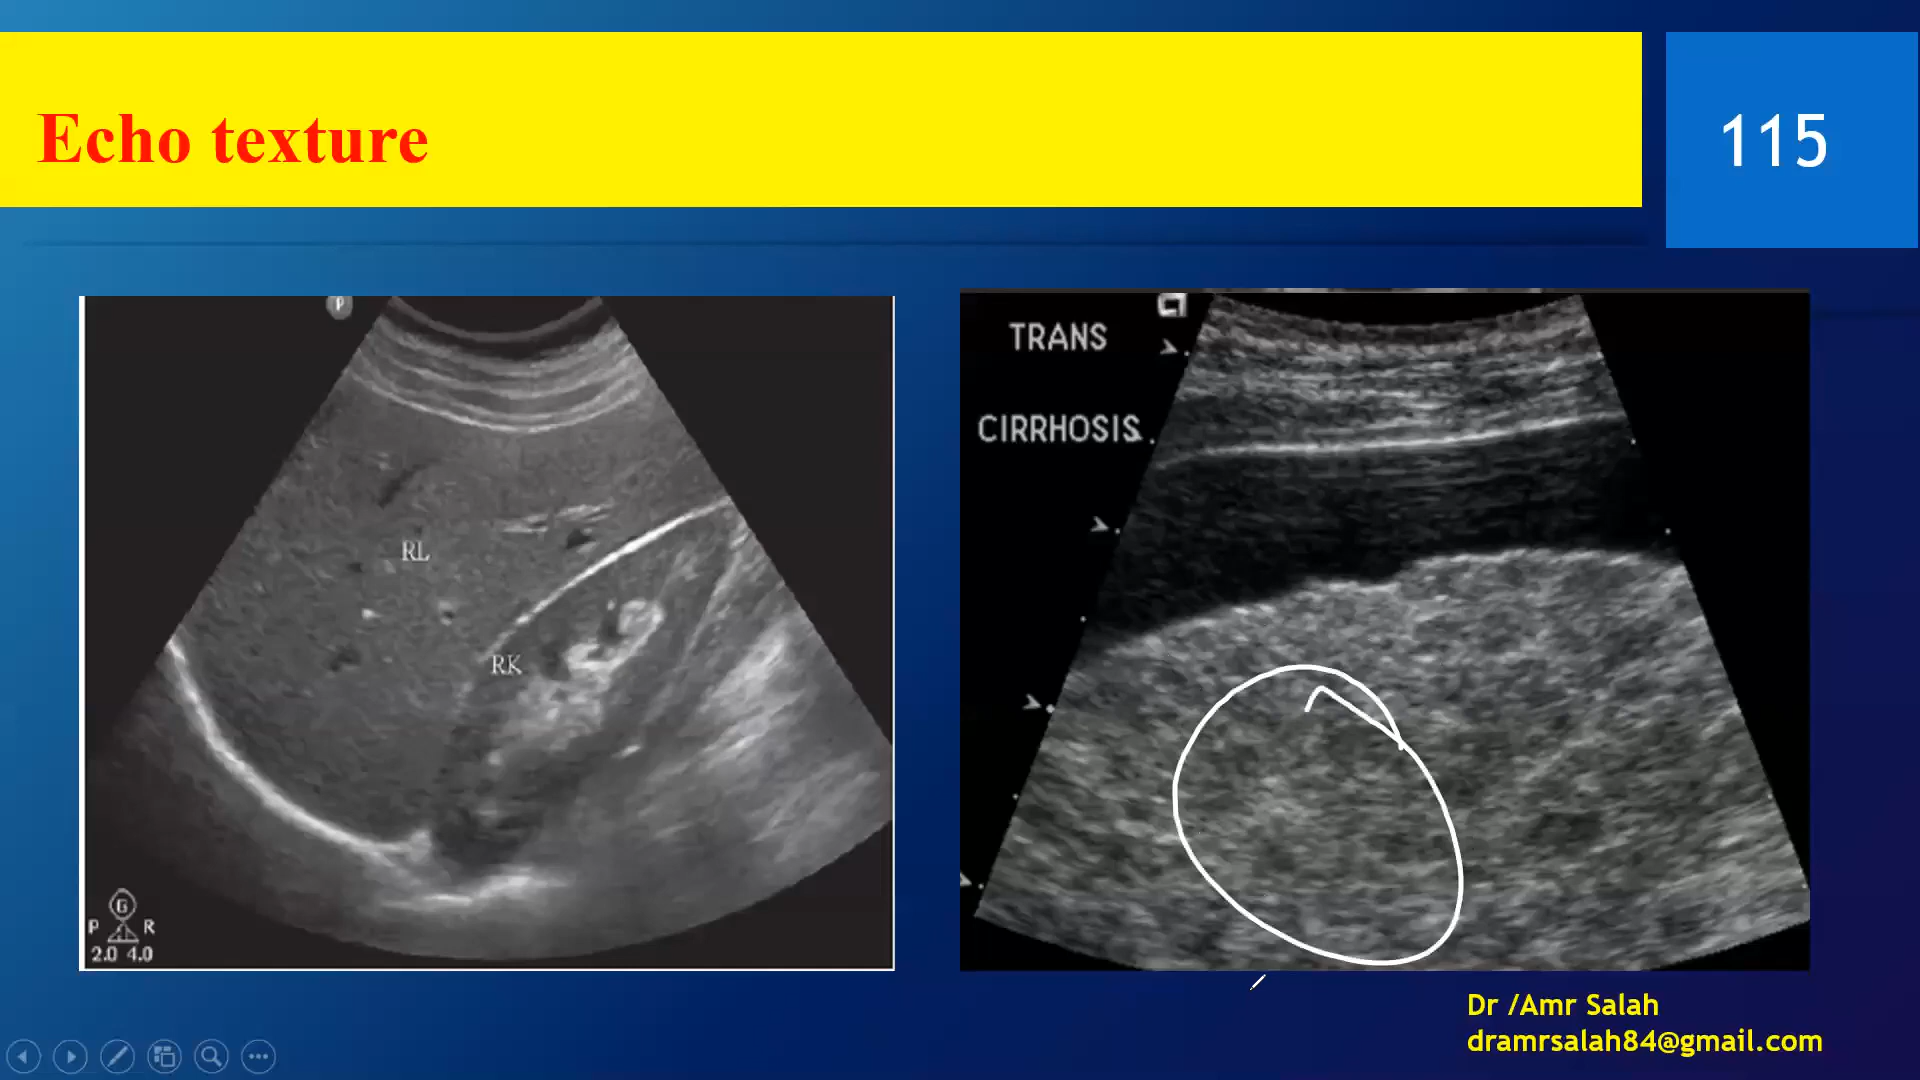 Echo texture
115
P
RL
RK
G
P R
2.0 4.0
TRANS
CIRRHOSIS
Dr /Amr Salah
dramrsalah84@gmail.com